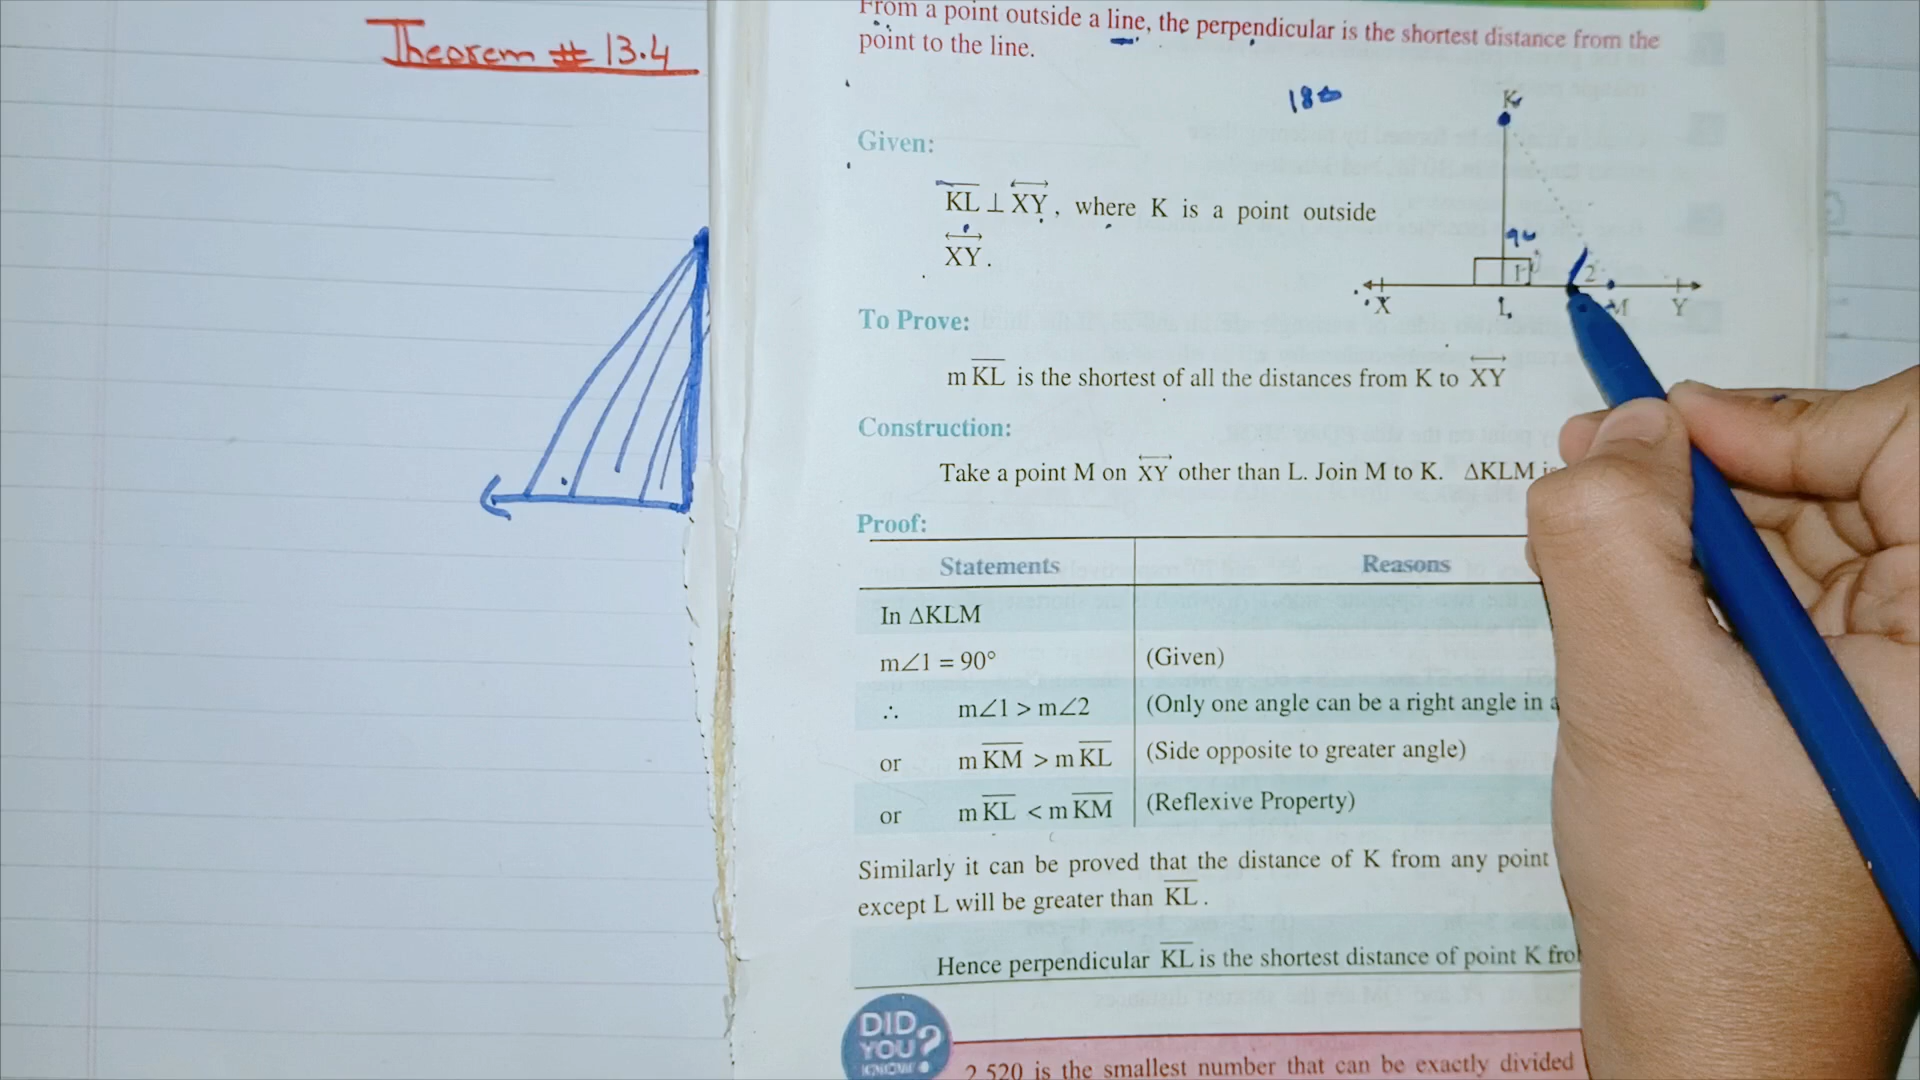 Theorem # 13.4
From a point outside a line, the perpendicular is the shortest distance from the
point to the line.
180
K
Given:
KL ⊥ XY, where K is a point outside
XY.
90
1 2
X L M Y
To Prove:
m KL is the shortest of all the distances from K to XY
Construction:
Take a point M on XY other than L. Join M to K. ΔKLM
Proof:
Statements Reasons
In ΔKLM
m∠1 = 90° (Given)
∴ m∠1 > m∠2 (Only one angle can be a right angle in
or m KM > m KL (Side opposite to greater angle)
or m KL < m KM (Reflexive Property)
Similarly it can be proved that the distance of K from any point
except L will be greater than KL.
Hence perpendicular KL is the shortest distance of point K
DID
YOU
KNOW?
2,520 is the smallest number that can be exactly divided